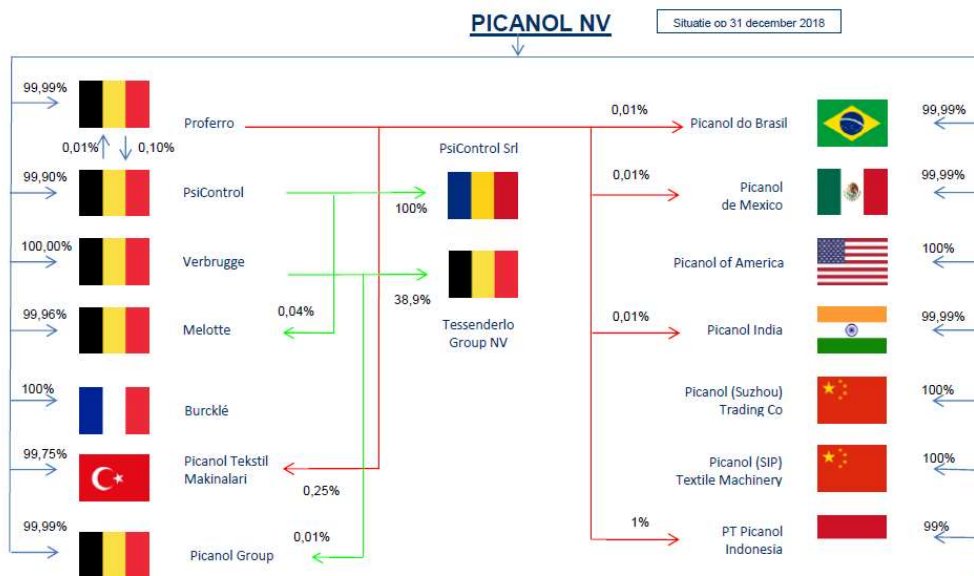 PICANOL NV
Situatie op 31 december 2018
99,99%
Proferro
0,01%
0,10%
99,90%
PsiControl
100,00%
Verbrugge
99,96%
Melotte
0,04%
100%
Burcklé
99,75%
Picanol Tekstil
Makinalari
0,25%
99,99%
Picanol Group
0,01%
PsiControl Srl
100%
38,9%
Tessenderlo
Group NV
0,01%
Picanol do Brasil
99,99%
0,01%
Picanol
de Mexico
99,99%
Picanol of America
100%
0,01%
Picanol India
99,99%
Picanol (Suzhou)
Trading Co
100%
Picanol (SIP)
Textile Machinery
100%
1%
PT Picanol
Indonesia
99%